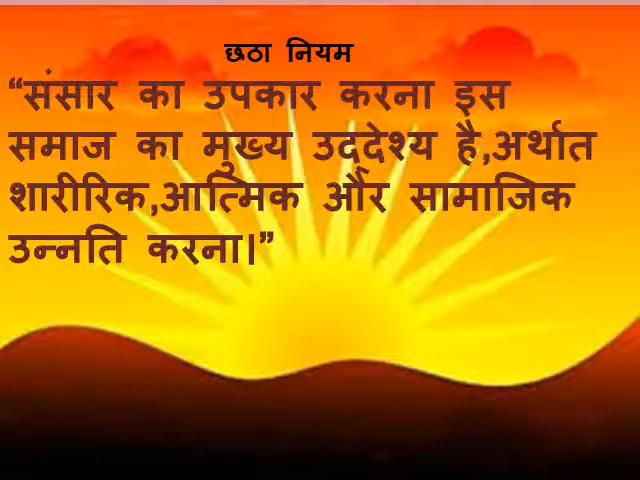 छठा नियम
“संसार का उपकार करना इस
समाज का मुख्य उद्देश्य है,अर्थात
शारीरिक,आत्मिक और सामाजिक
उन्नति करना।”